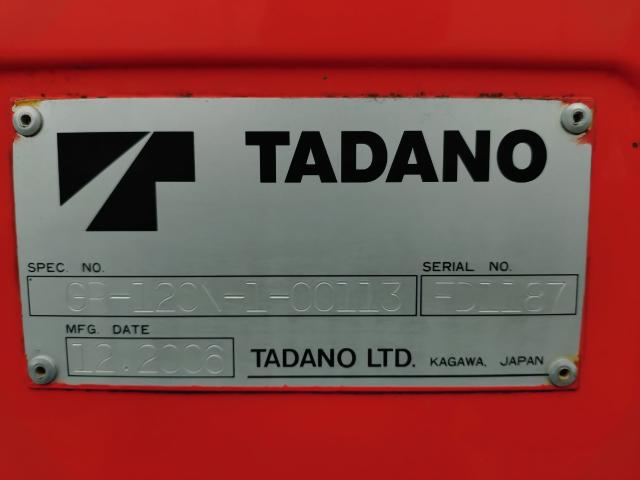 TADANO
SPEC. NO.
SERIAL NO.
GR-120N-1-00113
FD1187
MFG. DATE
12.2006
TADANO LTD. KAGAWA, JAPAN